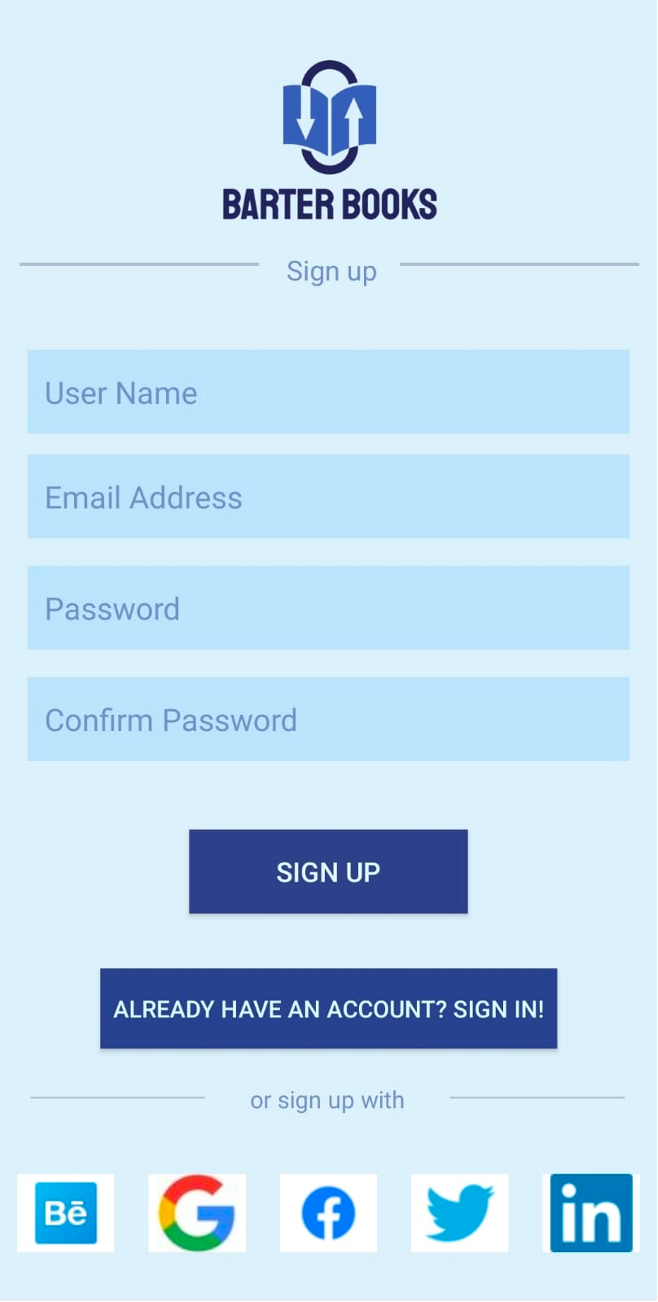 BARTER BOOKS
Sign up
User Name
Email Address
Password
Confirm Password
SIGN UP
ALREADY HAVE AN ACCOUNT? SIGN IN!
or sign up with
Bē
G
f
in